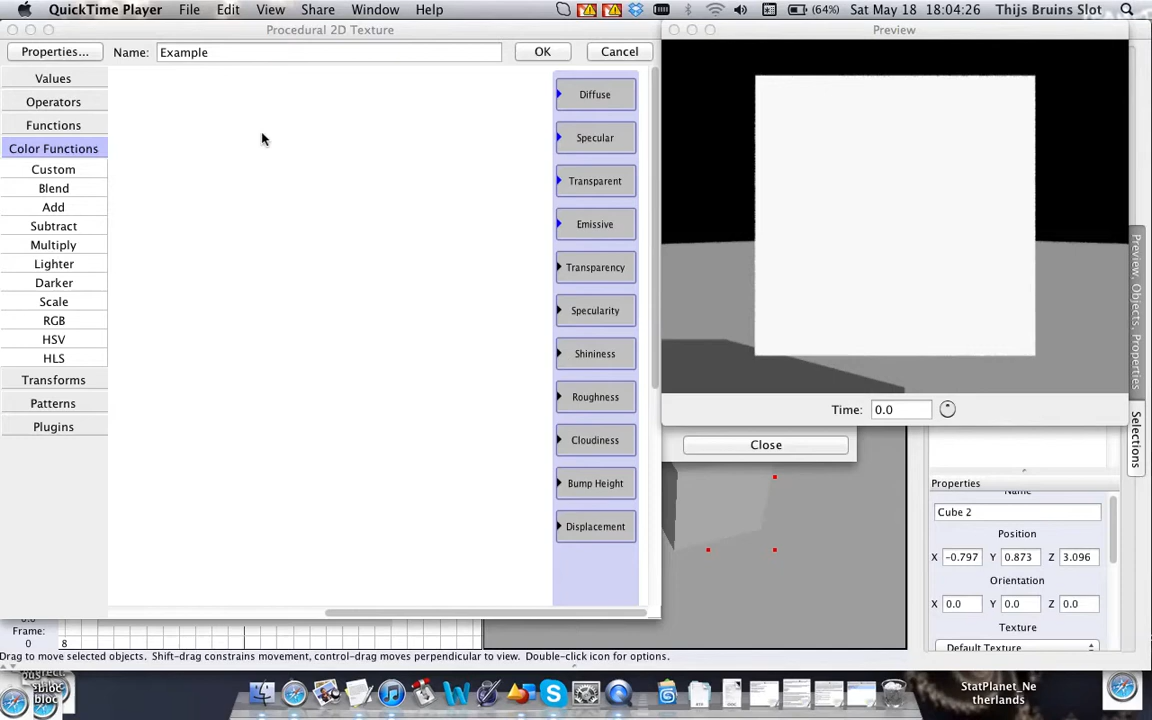 QuickTime Player File Edit View Share Window Help (64%) Sat May 18 18:04:26 Thijs Bruins Slot
Procedural 2D Texture
Properties... Name: Example OK Cancel
Values
Operators
Functions
Color Functions
Custom
Blend
Add
Subtract
Multiply
Lighter
Darker
Scale
RGB
HSV
HLS
Transforms
Patterns
Plugins
Diffuse
Specular
Transparent
Emissive
Transparency
Specularity
Shininess
Roughness
Cloudiness
Bump Height
Displacement
Preview
Time: 0.0
Close
Preview, Objects, Properties
Selections
Properties
Name
Cube 2
Position
X -0.797 Y 0.873 Z 3.096
Orientation
X 0.0 Y 0.0 Z 0.0
Texture
Default Texture
Frame:
0 8
Drag to move selected objects. Shift-drag constrains movement, control-drag moves perpendicular to view. Double-click icon for options.
StatPlanet_Ne
therlands